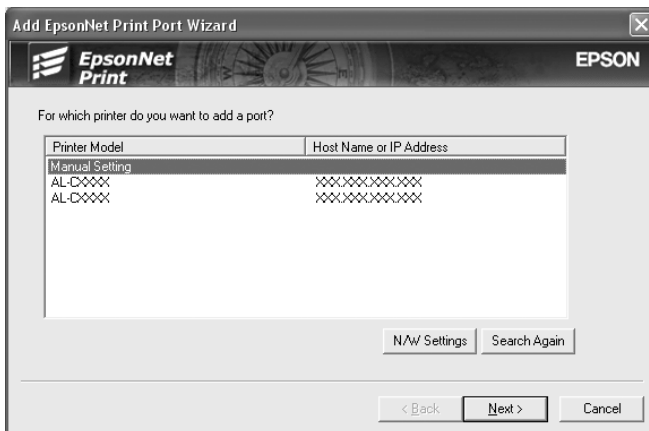 Add EpsonNet Print Port Wizard
EpsonNet
Print
EPSON
For which printer do you want to add a port?
Printer Model Host Name or IP Address
Manual Setting
AL-CXXXX XXX.XXX.XXX.XXX
AL-CXXXX XXX.XXX.XXX.XXX
N/W Settings Search Again
< Back Next > Cancel